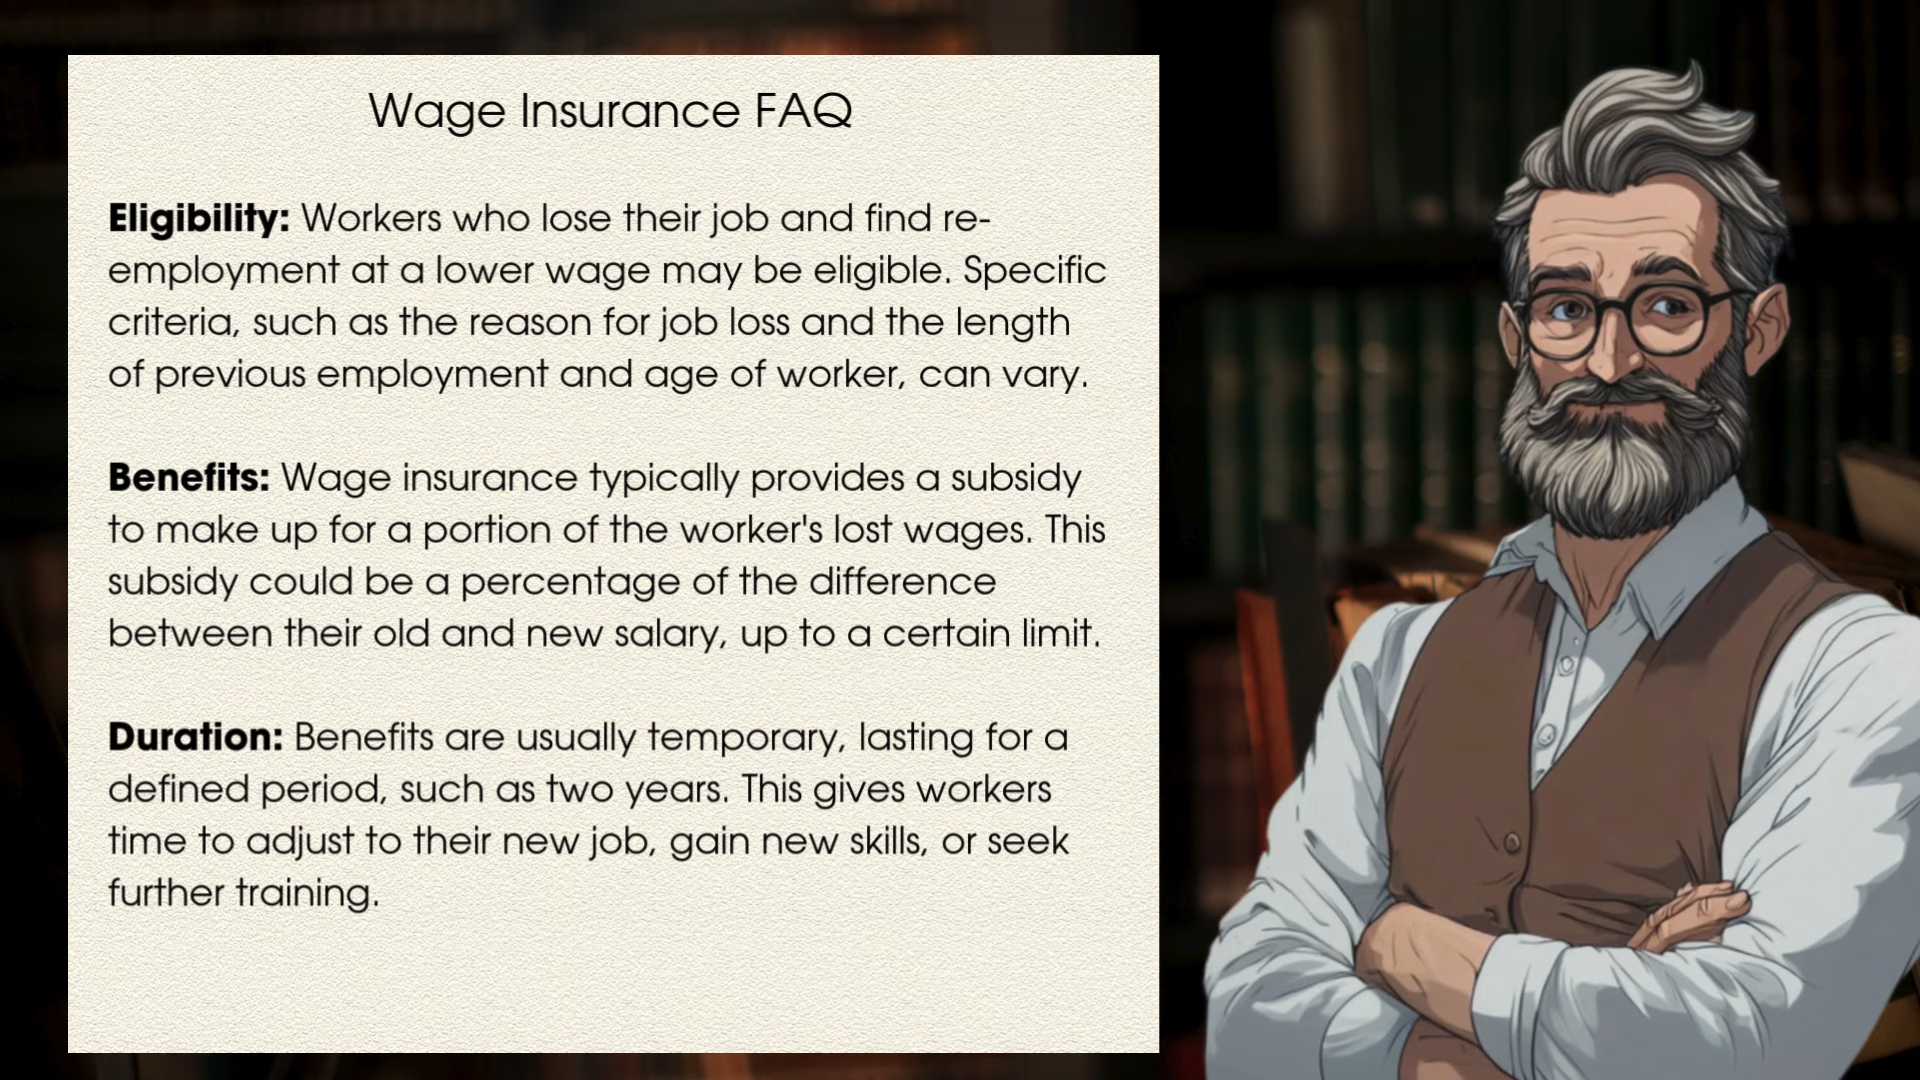 Wage Insurance FAQ
Eligibility: Workers who lose their job and find re-
employment at a lower wage may be eligible. Specific
criteria, such as the reason for job loss and the length
of previous employment and age of worker, can vary.
Benefits: Wage insurance typically provides a subsidy
to make up for a portion of the worker's lost wages. This
subsidy could be a percentage of the difference
between their old and new salary, up to a certain limit.
Duration: Benefits are usually temporary, lasting for a
defined period, such as two years. This gives workers
time to adjust to their new job, gain new skills, or seek
further training.